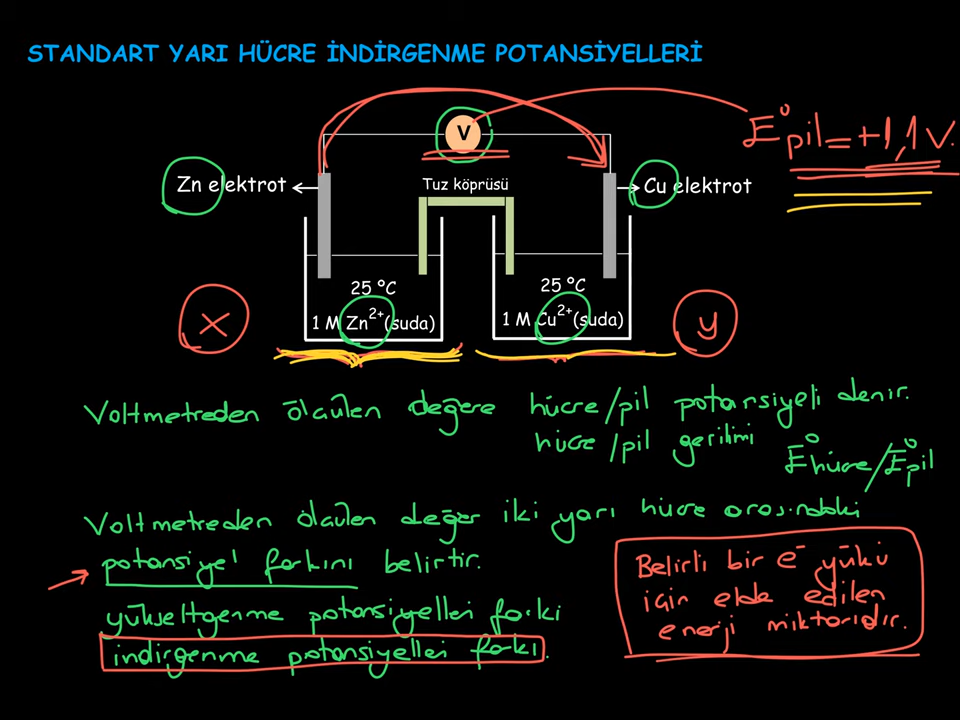 STANDART YARI HÜCRE İNDİRGENME POTANSİYELLERİ
V
E°pil = +1,1 V.
Zn elektrot
Tuz köprüsü
Cu elektrot
25 °C
25 °C
1 M Zn2+(suda)
1 M Cu2+(suda)
x
y
Voltmetreden ölçülen değere hücre/pil potansiyeli denir.
hücre/pil gerilimi
E°hücre/E°pil
Voltmetreden ölçülen değer iki yarı hücre arasındaki
potansiyel farkını belirtir.
yükseltgenme potansiyelleri farkı
indirgenme potansiyelleri farkı.
Belirli bir e- yükü
için elde edilen
enerji miktarıdır.